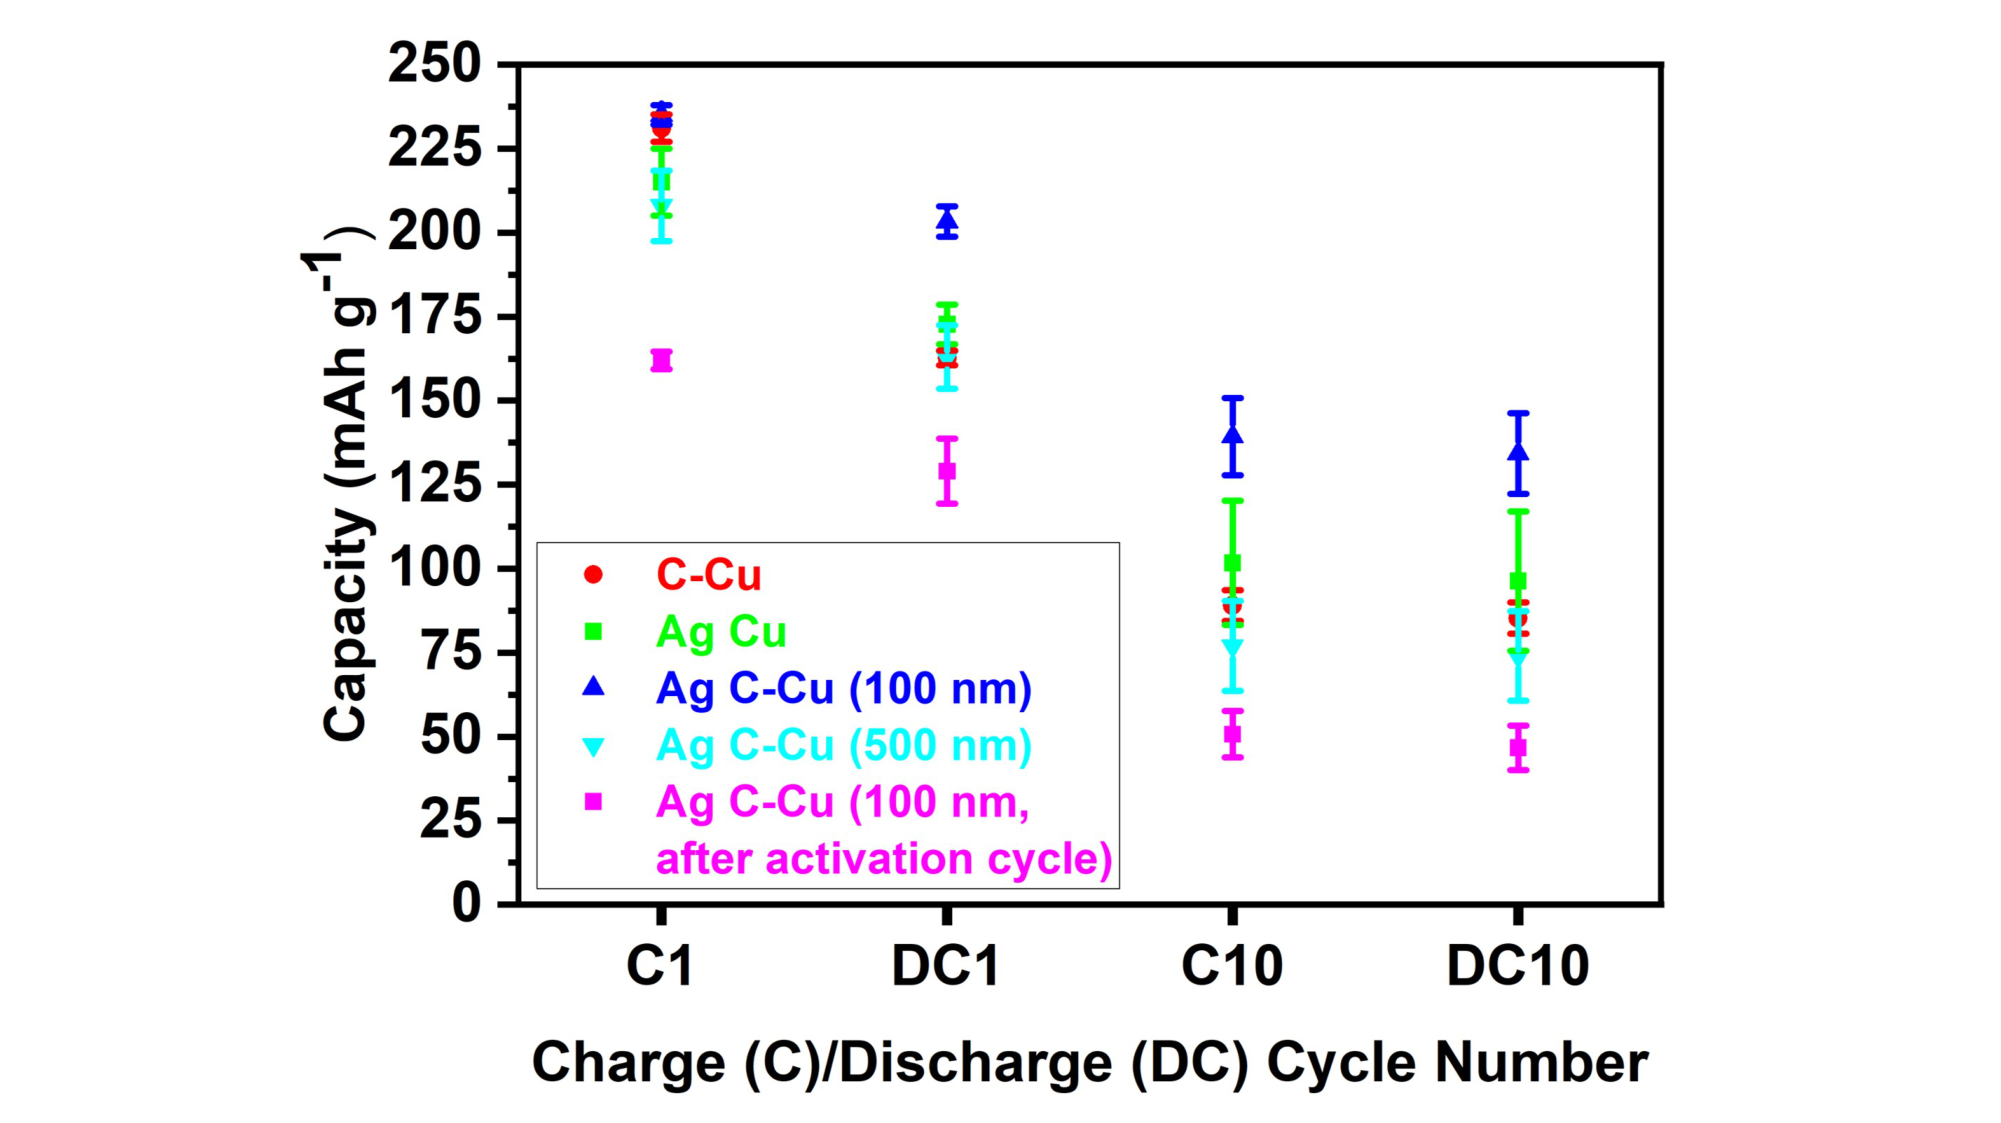 250
225
200
175
150
125
100
75
50
25
0
Capacity (mAh g-1)
C-Cu
Ag Cu
Ag C-Cu (100 nm)
Ag C-Cu (500 nm)
Ag C-Cu (100 nm,
after activation cycle)
C1 DC1 C10 DC10
Charge (C)/Discharge (DC) Cycle Number